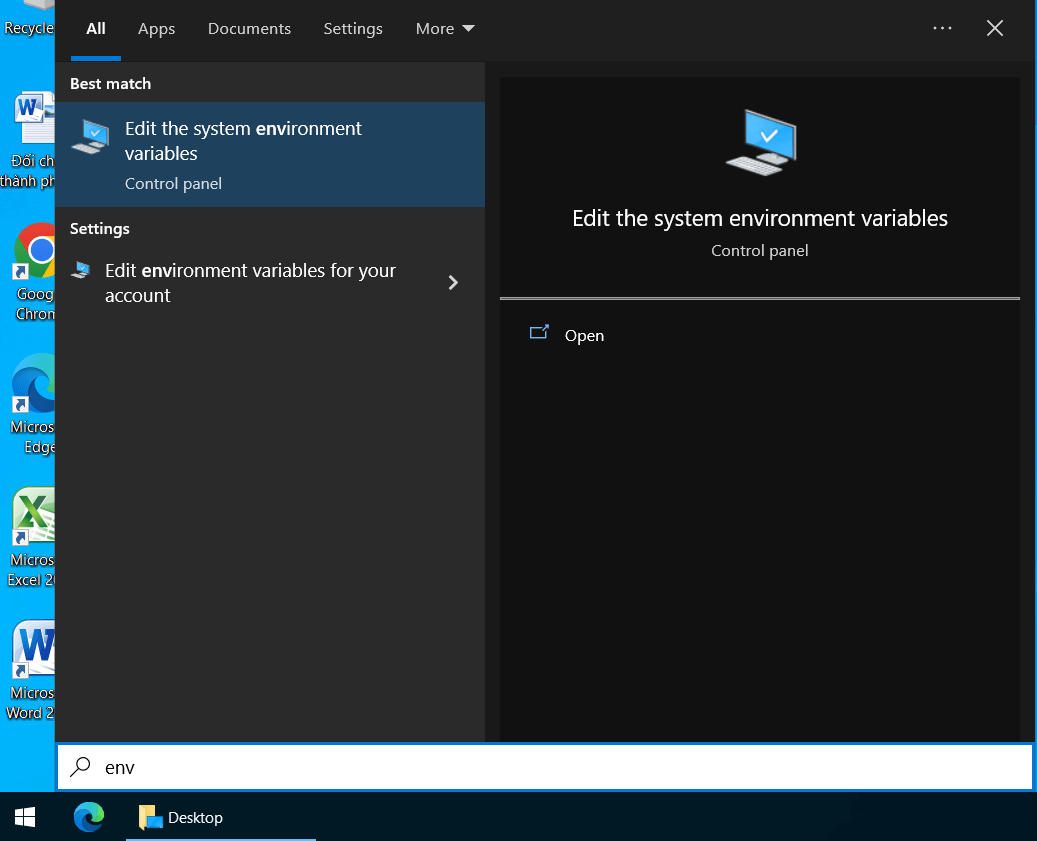 Recycle
All Apps Documents Settings More
Best match
Edit the system environment
variables
Control panel
Settings
Edit environment variables for your
account
Edit the system environment variables
Control panel
Open
Đổi ch
thành ph
Goog
Chron
Micros
Edge
Micros
Excel 20
Micros
Word 2
env
Desktop